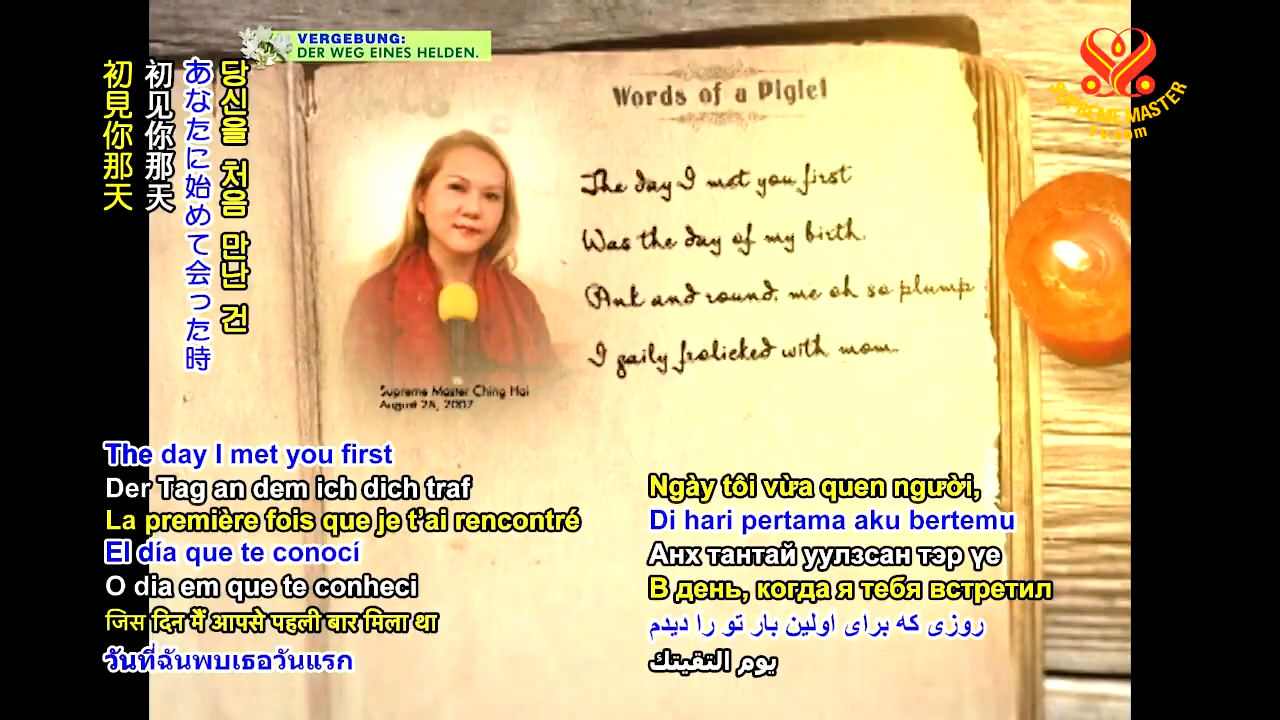 VERGEBUNG:
DER WEG EINES HELDEN.
SUPREME MASTER
TV.com
당신을 처음 만난 건
あなたに始めて会った時
初见你那天
初見你那天
Words of a Piglet
The day I met you first
Was the day of my birth.
Pink and round, me oh so plump
I gaily frolicked with mom.
Supreme Master Ching Hai
August 28, 2007
The day I met you first
Der Tag an dem ich dich traf
La première fois que je t'ai rencontré
El día que te conocí
O dia em que te conheci
जिस दिन मैं आपसे पहली बार मिला था
วันที่ฉันพบเธอวันแรก
Ngày tôi vừa quen người,
Di hari pertama aku bertemu
Анх тантай уулзсан тэр үе
В день, когда я тебя встретил
روزی که برای اولین بار تو را دیدم
يوم التقيتك